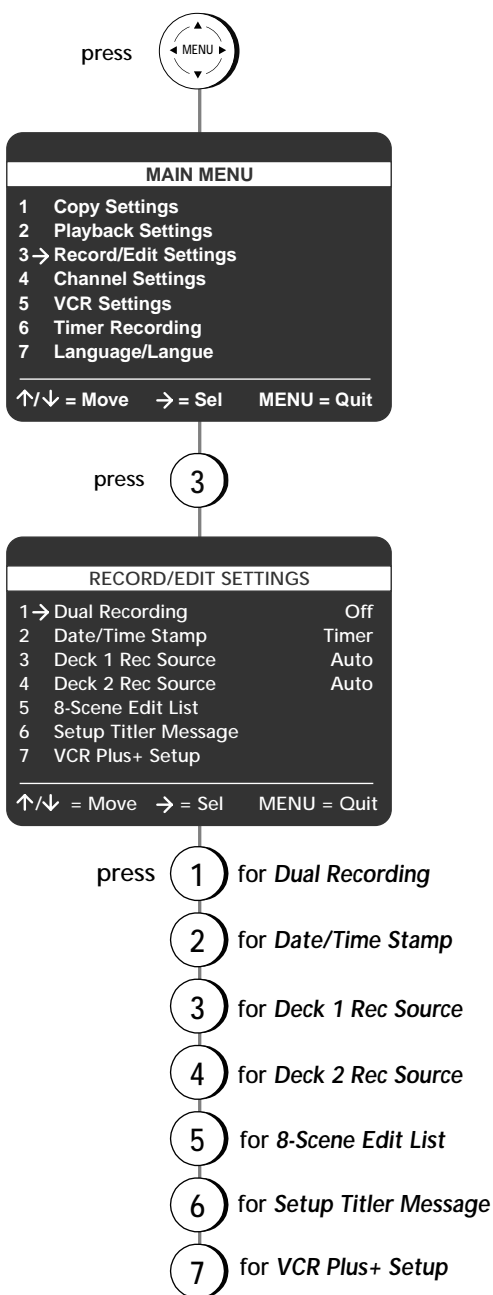 press MENU
MAIN MENU
1 Copy Settings
2 Playback Settings
3→ Record/Edit Settings
4 Channel Settings
5 VCR Settings
6 Timer Recording
7 Language/Langue
↑/↓ = Move → = Sel MENU = Quit
press 3
RECORD/EDIT SETTINGS
1→ Dual Recording Off
2 Date/Time Stamp Timer
3 Deck 1 Rec Source Auto
4 Deck 2 Rec Source Auto
5 8-Scene Edit List
6 Setup Titler Message
7 VCR Plus+ Setup
↑/↓ = Move → = Sel MENU = Quit
press 1 for Dual Recording
2 for Date/Time Stamp
3 for Deck 1 Rec Source
4 for Deck 2 Rec Source
5 for 8-Scene Edit List
6 for Setup Titler Message
7 for VCR Plus+ Setup